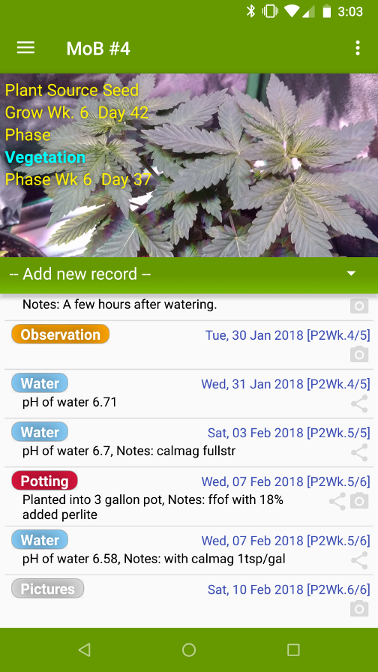 3:03
MoB #4
Plant Source Seed
Grow Wk. 6 Day 42
Phase
Vegetation
Phase Wk 6 Day 37
-- Add new record --
Notes: A few hours after watering.
Observation Tue, 30 Jan 2018 [P2Wk.4/5]
Water Wed, 31 Jan 2018 [P2Wk.4/5]
pH of water 6.71
Water Sat, 03 Feb 2018 [P2Wk.5/5]
pH of water 6.7, Notes: calmag fullstr
Potting Wed, 07 Feb 2018 [P2Wk.5/6]
Planted into 3 gallon pot, Notes: ffof with 18%
added perlite
Water Wed, 07 Feb 2018 [P2Wk.5/6]
pH of water 6.58, Notes: with calmag 1tsp/gal
Pictures Sat, 10 Feb 2018 [P2Wk.6/6]